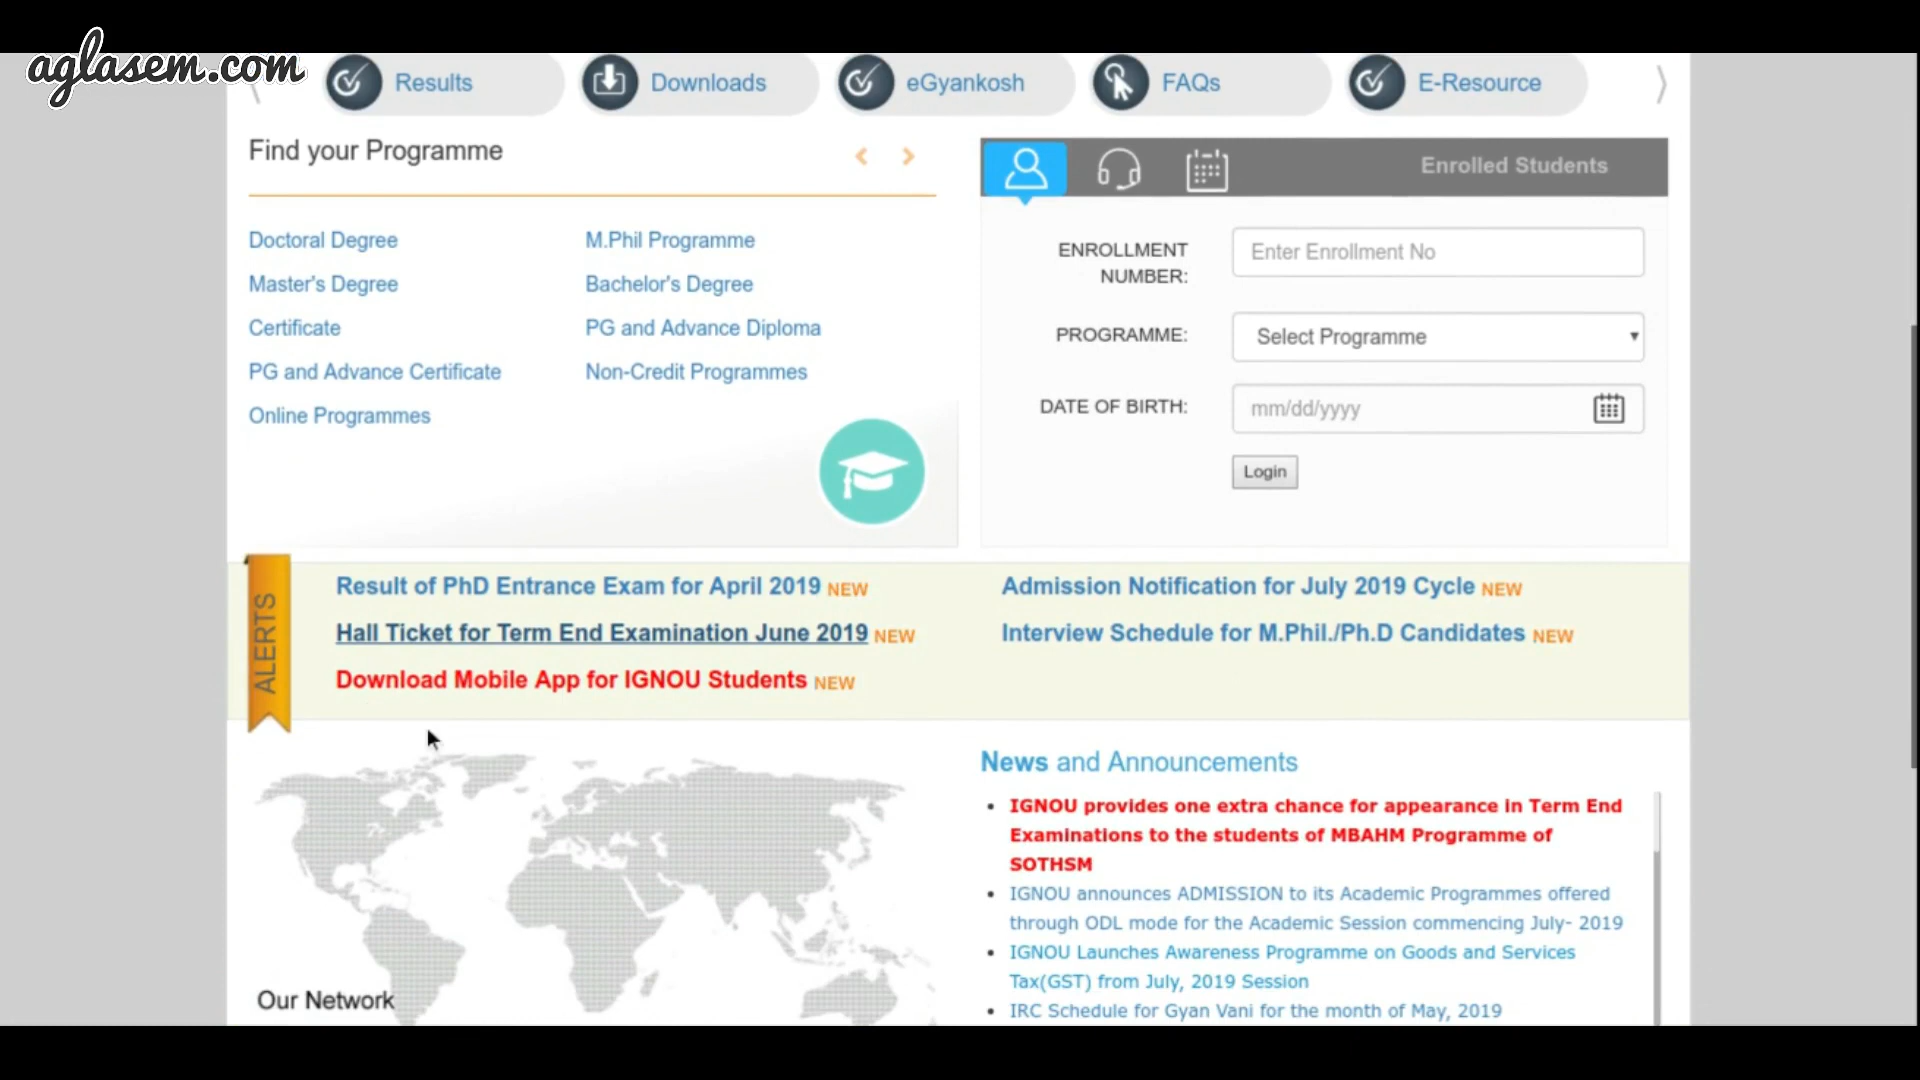 aglasem.com
Results
Downloads
eGyankosh
FAQs
E-Resource
Find your Programme
Doctoral Degree
M.Phil Programme
Master's Degree
Bachelor's Degree
Certificate
PG and Advance Diploma
PG and Advance Certificate
Non-Credit Programmes
Online Programmes
Enrolled Students
ENROLLMENT
NUMBER:
Enter Enrollment No
PROGRAMME:
Select Programme
DATE OF BIRTH:
mm/dd/yyyy
Login
ALERTS
Result of PhD Entrance Exam for April 2019 NEW
Admission Notification for July 2019 Cycle NEW
Hall Ticket for Term End Examination June 2019 NEW
Interview Schedule for M.Phil./Ph.D Candidates NEW
Download Mobile App for IGNOU Students NEW
Our Network
News and Announcements
IGNOU provides one extra chance for appearance in Term End
Examinations to the students of MBAHM Programme of
SOTHSM
IGNOU announces ADMISSION to its Academic Programmes offered
through ODL mode for the Academic Session commencing July- 2019
IGNOU Launches Awareness Programme on Goods and Services
Tax(GST) from July, 2019 Session
IRC Schedule for Gyan Vani for the month of May, 2019